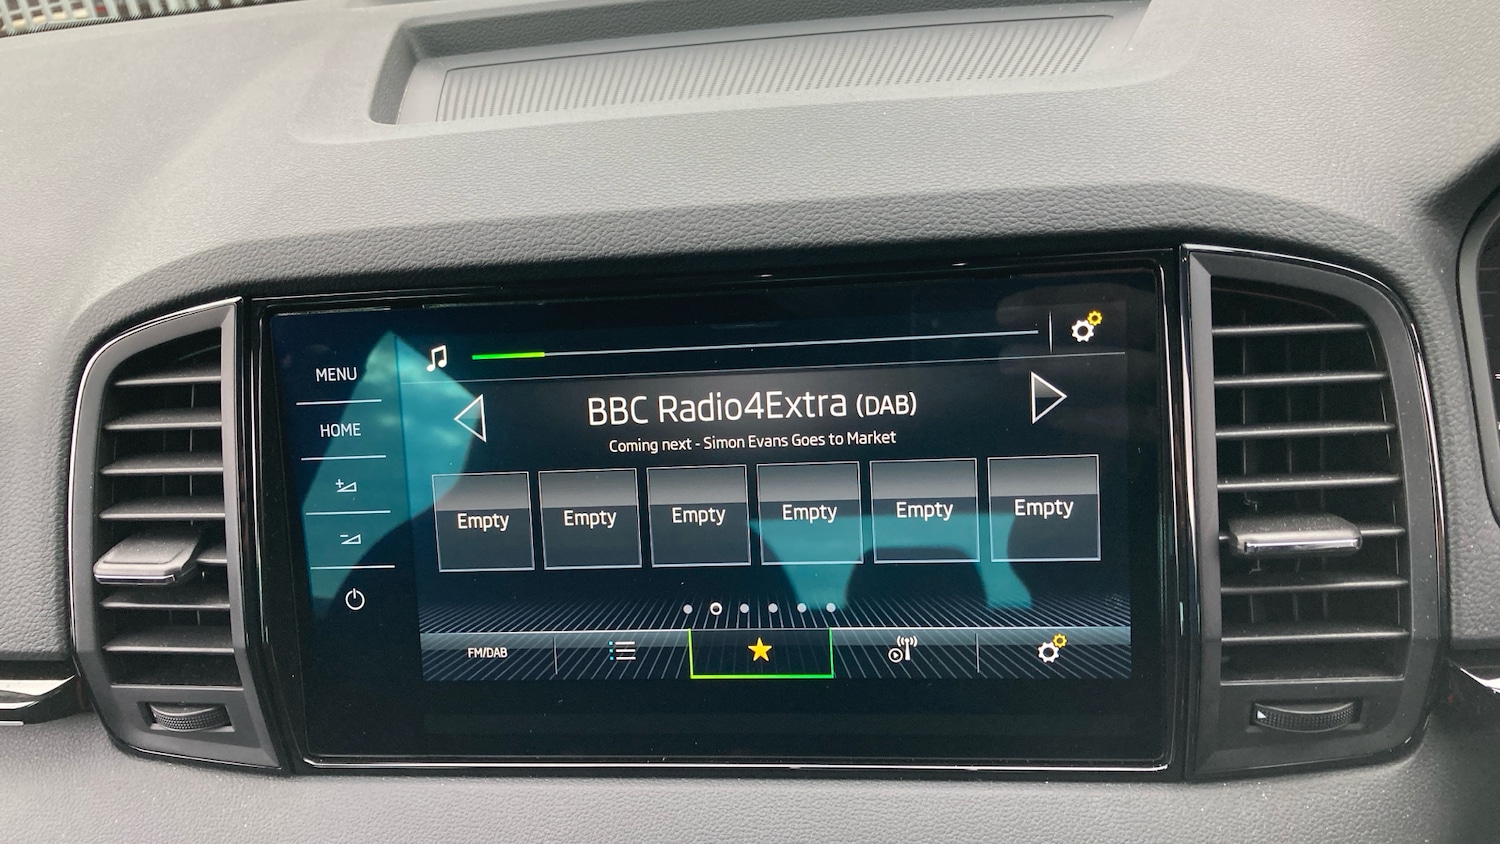 MENU
HOME
BBC Radio4Extra (DAB)
Coming next - Simon Evans Goes to Market
Empty
Empty
Empty
Empty
Empty
Empty
FM/DAB